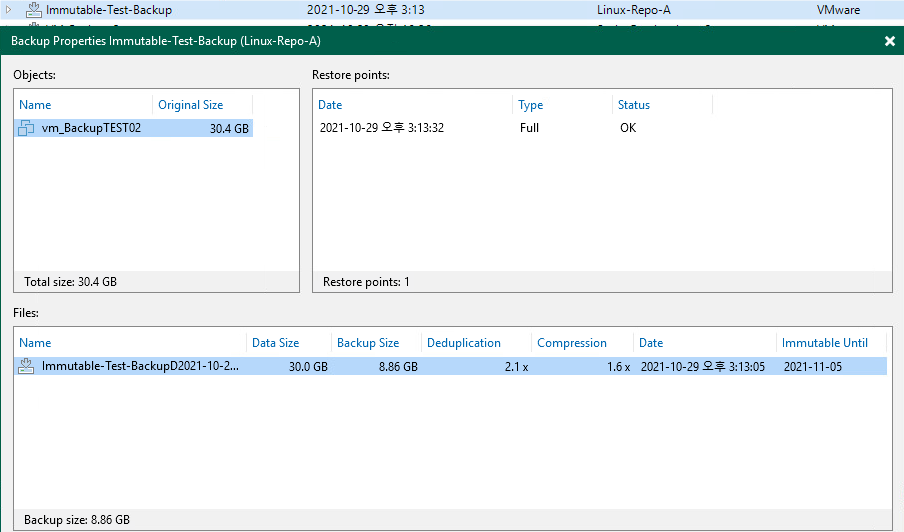 Immutable-Test-Backup 2021-10-29 오후 3:13 Linux-Repo-A VMware
Backup Properties Immutable-Test-Backup (Linux-Repo-A)
Objects: Restore points:
Name Original Size Date Type Status
vm_BackupTEST02 30.4 GB 2021-10-29 오후 3:13:32 Full OK
Total size: 30.4 GB Restore points: 1
Files:
Name Data Size Backup Size Deduplication Compression Date Immutable Until
Immutable-Test-BackupD2021-10-2... 30.0 GB 8.86 GB 2.1 x 1.6 x 2021-10-29 오후 3:13:05 2021-11-05
Backup size: 8.86 GB